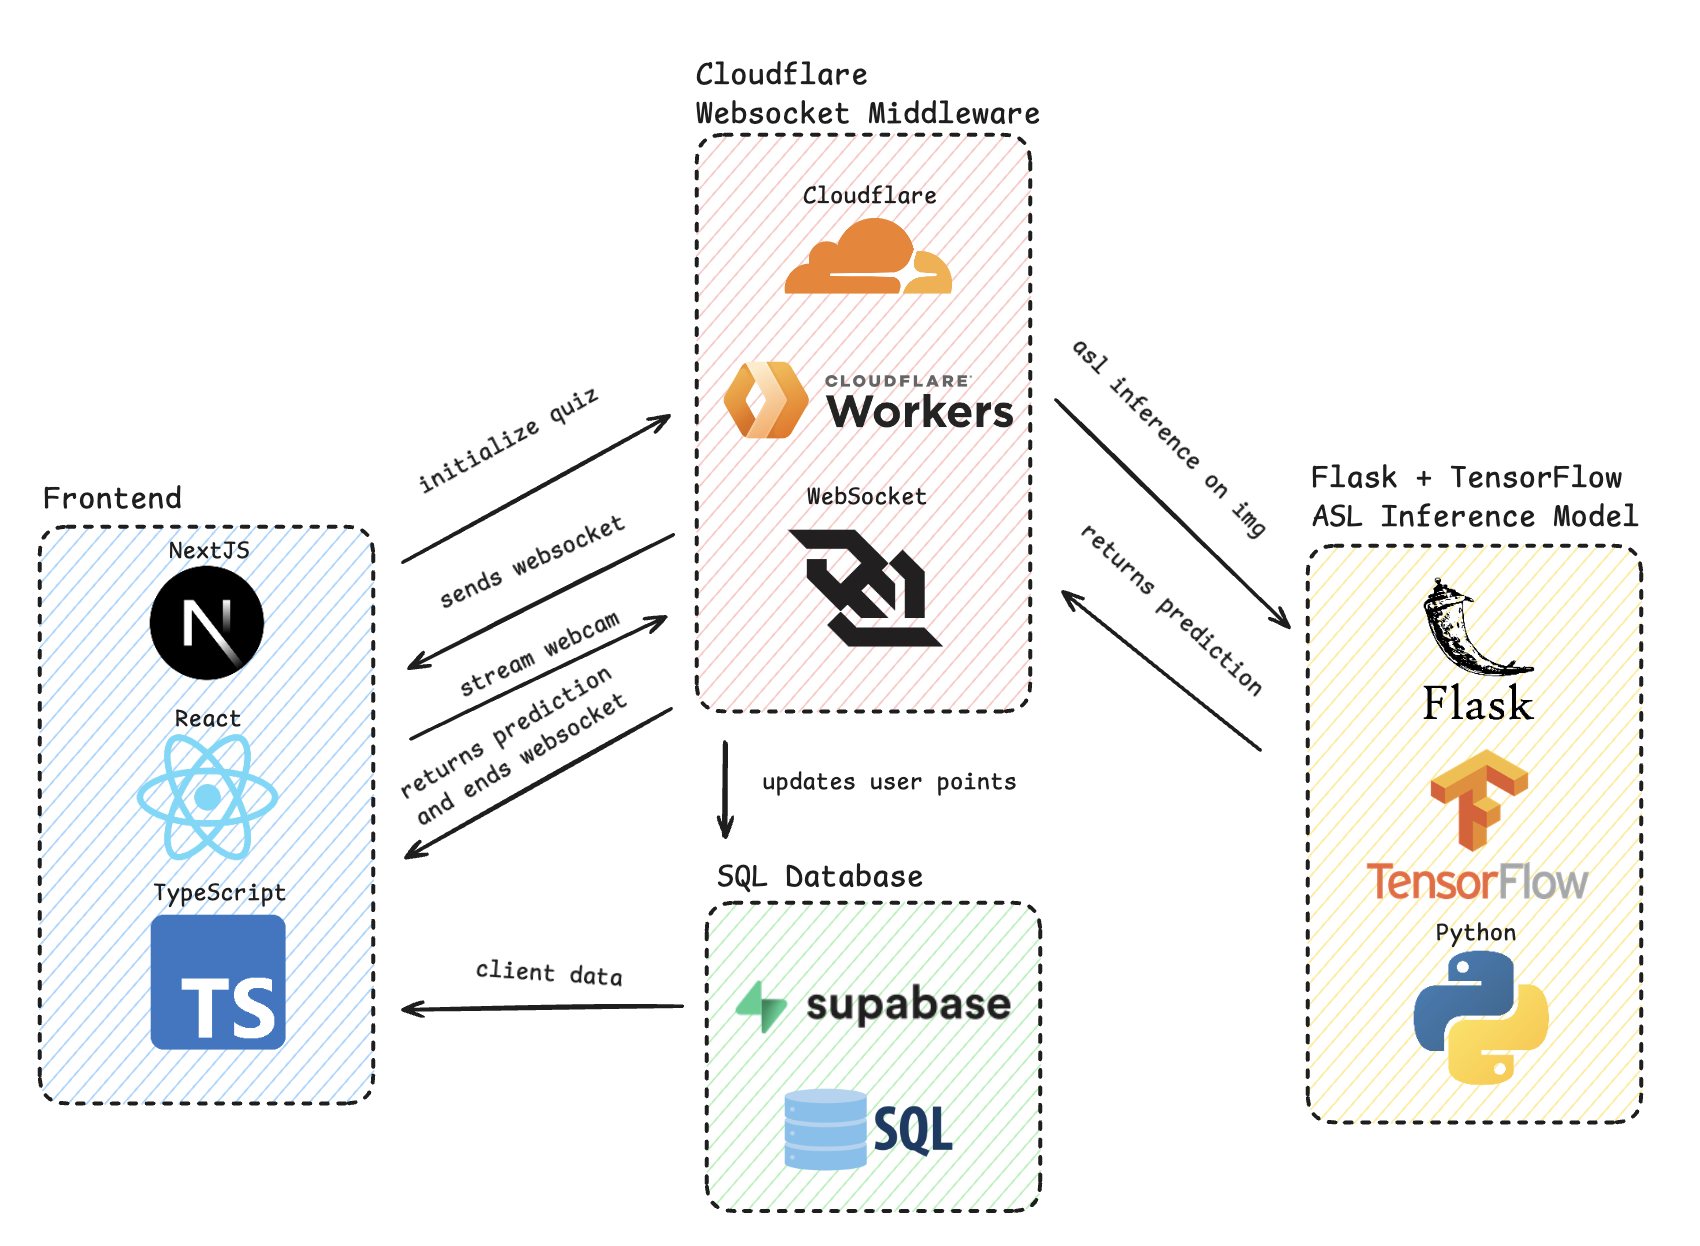 Cloudflare
Websocket Middleware
Cloudflare
CLOUDFLARE
Workers
WebSocket
initialize quiz
sends websocket
stream webcam
returns prediction
and ends websocket
asl inference on img
returns prediction
Frontend
NextJS
N
React
TypeScript
TS
Flask + TensorFlow
ASL Inference Model
Flask
TensorFlow
Python
updates user points
SQL Database
client data
supabase
SQL